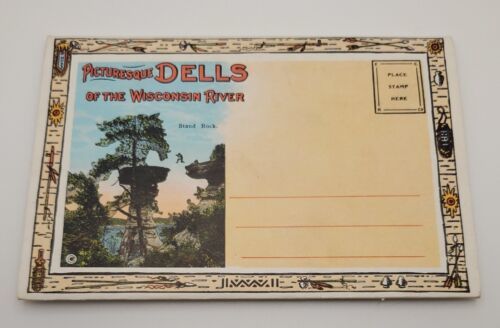 PICTURESQUE DELLS
OF THE WISCONSIN RIVER
Stand Rock.
PLACE
STAMP
HERE